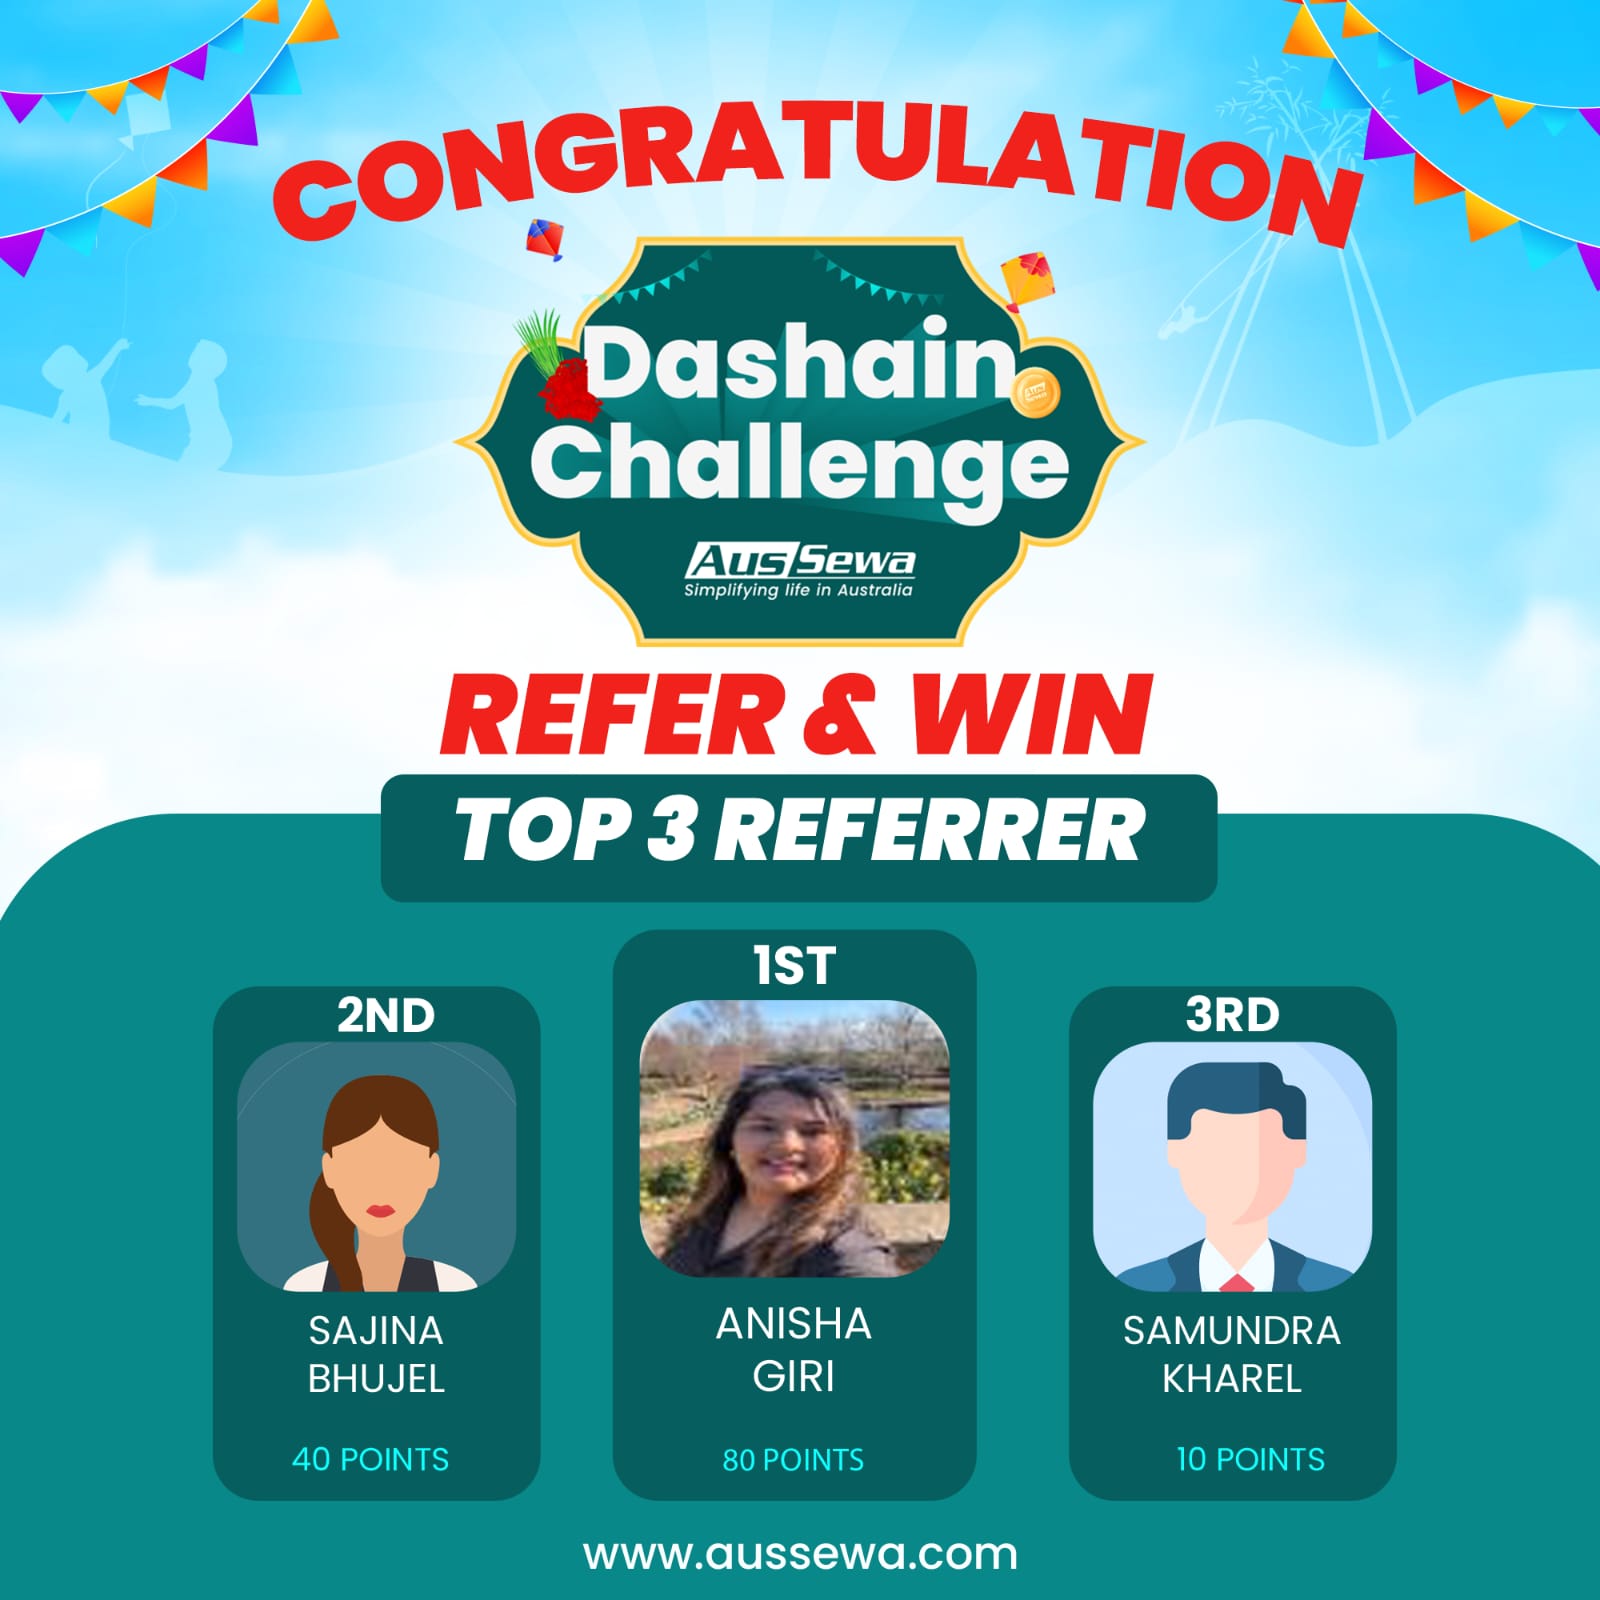 CONGRATULATION
Dashain
Challenge
AusSewa
Simplifying life in Australia
REFER & WIN
TOP 3 REFERRER
2ND
SAJINA
BHUJEL
40 POINTS
1ST
ANISHA
GIRI
80 POINTS
3RD
SAMUNDRA
KHAREL
10 POINTS
www.aussewa.com